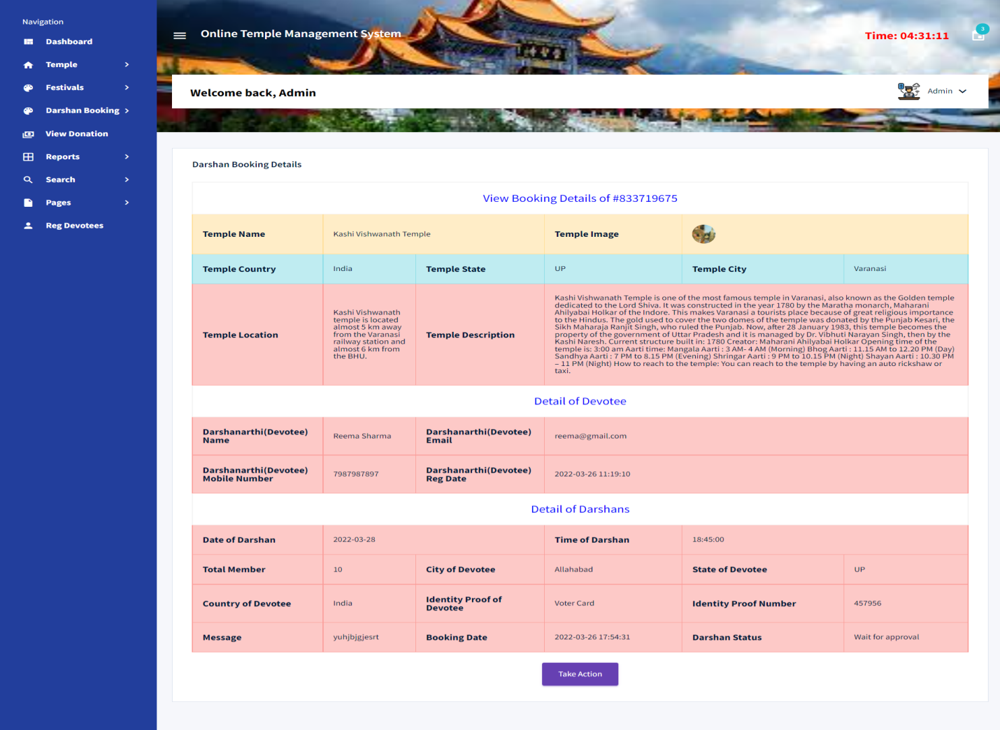 Navigation
Dashboard
Temple
Festivals
Darshan Booking
View Donation
Reports
Search
Pages
Reg Devotees
Online Temple Management System
Time: 04:31:11
3
Welcome back, Admin
Admin
Darshan Booking Details
View Booking Details of #833719675
Temple Name
Kashi Vishwanath Temple
Temple Image
Temple Country
India
Temple State
UP
Temple City
Varanasi
Temple Location
Kashi Vishwanath
temple is located
almost 5 km away
from the Varanasi
railway station and
almost 6 km from
the BHU.
Temple Description
Kashi Vishwanath Temple is one of the most famous temple in Varanasi, also known as the Golden temple
dedicated to the Lord Shiva. It was constructed in the year 1780 by the Maratha monarch, Maharani
Ahilyabai Holkar of the Indore. This makes Varanasi a tourists place because of great religious importance
to the Hindus. The gold used to cover the two domes of the temple was donated by the Punjab Kesari, the
Sikh Maharaja Ranjit Singh, who ruled the Punjab. Now, after 28 January 1983, this temple becomes the
property of the government of Uttar Pradesh and it is managed by Dr. Vibhuti Narayan Singh, then by the
Kashi Naresh. Current structure built in: 1780 Creator: Maharani Ahilyabai Holkar Opening time of the
temple is: 3:00 am Aarti time: Mangala Aarti : 3 AM- 4 AM (Morning) Bhog Aarti : 11.15 AM to 12.20 PM (Day)
Sandhya Aarti : 7 PM to 8.15 PM (Evening) Shringar Aarti : 9 PM to 10.15 PM (Night) Shayan Aarti : 10.30 PM
– 11 PM (Night) How to reach to the temple: You can reach to the temple by having an auto rickshaw or
taxi.
Detail of Devotee
Darshanarthi(Devotee)
Name
Reema Sharma
Darshanarthi(Devotee)
Email
reema@gmail.com
Darshanarthi(Devotee)
Mobile Number
7987987897
Darshanarthi(Devotee)
Reg Date
2022-03-26 11:19:10
Detail of Darshans
Date of Darshan
2022-03-28
Time of Darshan
18:45:00
Total Member
10
City of Devotee
Allahabad
State of Devotee
UP
Country of Devotee
India
Identity Proof of
Devotee
Voter Card
Identity Proof Number
457956
Message
yuhjbjgjesrt
Booking Date
2022-03-26 17:54:31
Darshan Status
Wait for approval
Take Action